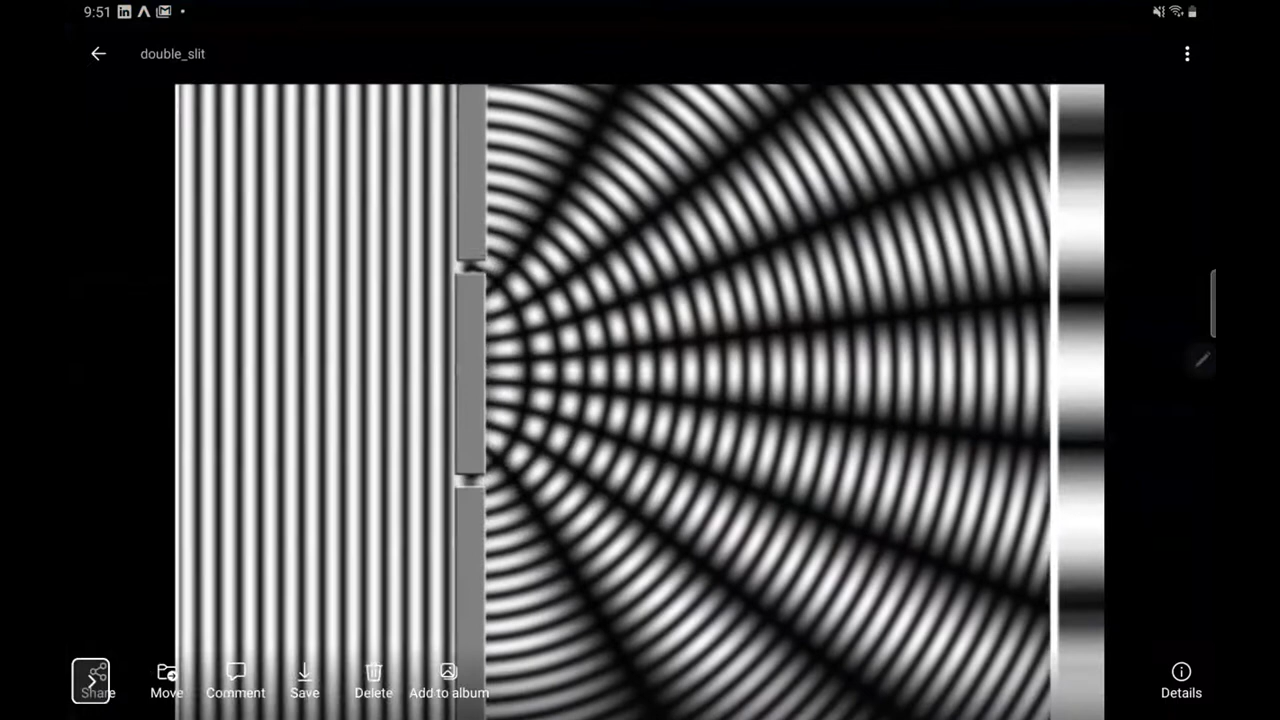 9:51
double_slit
Share
Move
Comment
Save
Delete
Add to album
Details